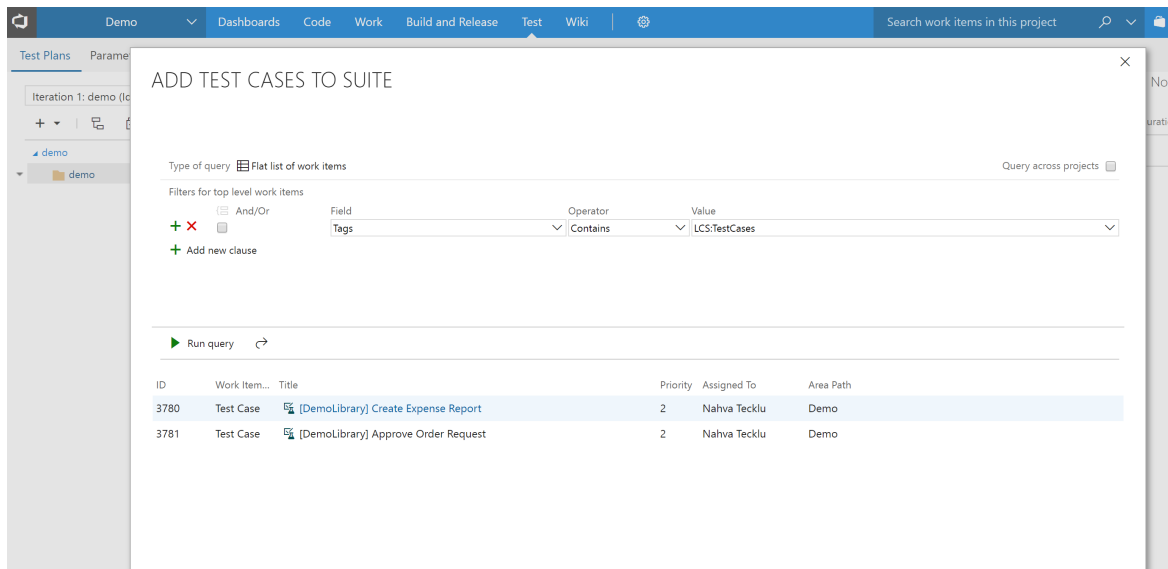 Demo Dashboards Code Work Build and Release Test Wiki Search work items in this project
Test Plans
ADD TEST CASES TO SUITE
No
Iteration 1: demo
demo
demo
Type of query Flat list of work items Query across projects
Filters for top level work items
And/Or Field Operator Value
Tags Contains LCS:TestCases
Add new clause
Run query
ID Work Item... Title Priority Assigned To Area Path
3780 Test Case [DemoLibrary] Create Expense Report 2 Nahva Tecklu Demo
3781 Test Case [DemoLibrary] Approve Order Request 2 Nahva Tecklu Demo